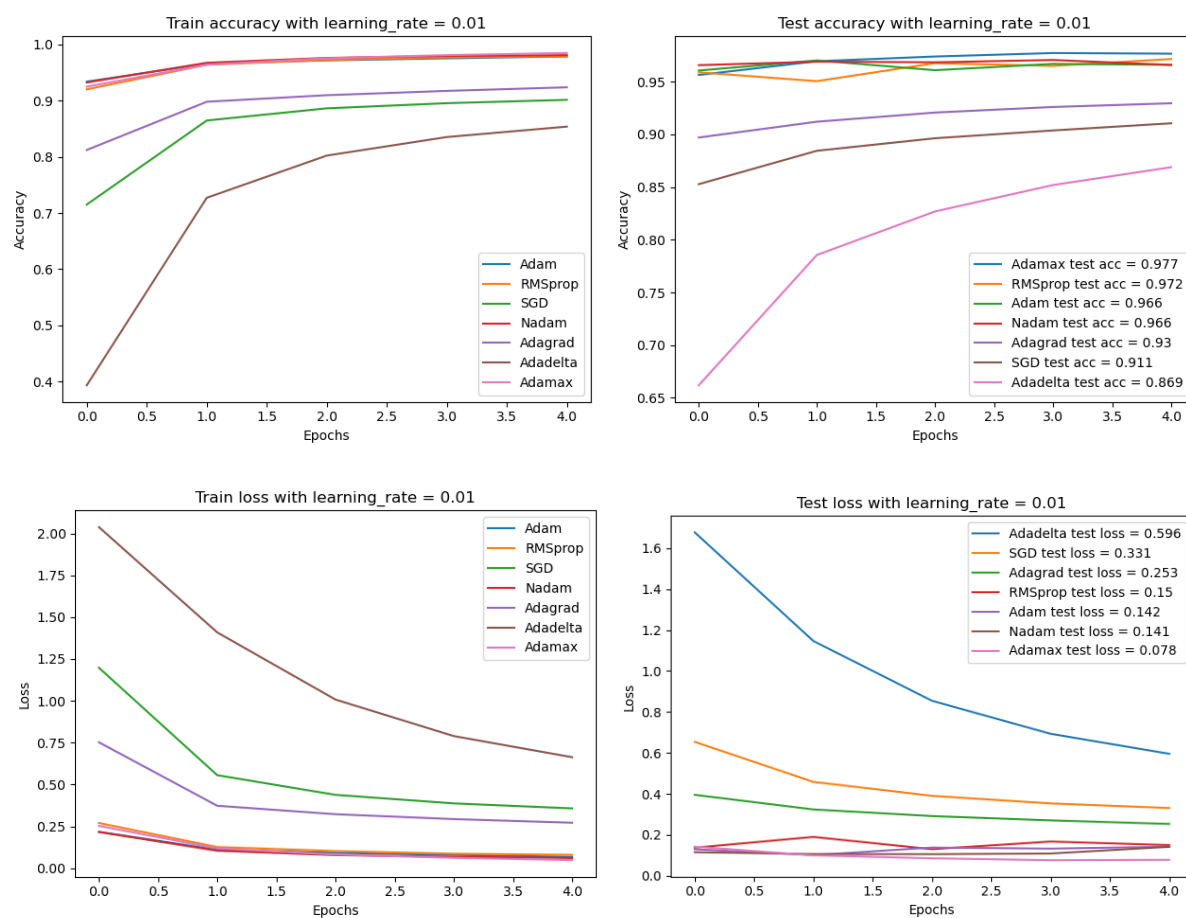 Train accuracy with learning_rate = 0.01
1.0
0.9
0.8
0.7
0.6
0.5
0.4
Accuracy
Adam
RMSprop
SGD
Nadam
Adagrad
Adadelta
Adamax
0.0 0.5 1.0 1.5 2.0 2.5 3.0 3.5 4.0
Epochs
Test accuracy with learning_rate = 0.01
0.95
0.90
0.85
0.80
0.75
0.70
0.65
Accuracy
Adamax test acc = 0.977
RMSprop test acc = 0.972
Adam test acc = 0.966
Nadam test acc = 0.966
Adagrad test acc = 0.93
SGD test acc = 0.911
Adadelta test acc = 0.869
0.0 0.5 1.0 1.5 2.0 2.5 3.0 3.5 4.0
Epochs
Train loss with learning_rate = 0.01
2.00
1.75
1.50
1.25
1.00
0.75
0.50
0.25
0.00
Loss
Adam
RMSprop
SGD
Nadam
Adagrad
Adadelta
Adamax
0.0 0.5 1.0 1.5 2.0 2.5 3.0 3.5 4.0
Epochs
Test loss with learning_rate = 0.01
1.6
1.4
1.2
1.0
0.8
0.6
0.4
0.2
0.0
Loss
Adadelta test loss = 0.596
SGD test loss = 0.331
Adagrad test loss = 0.253
RMSprop test loss = 0.15
Adam test loss = 0.142
Nadam test loss = 0.141
Adamax test loss = 0.078
0.0 0.5 1.0 1.5 2.0 2.5 3.0 3.5 4.0
Epochs